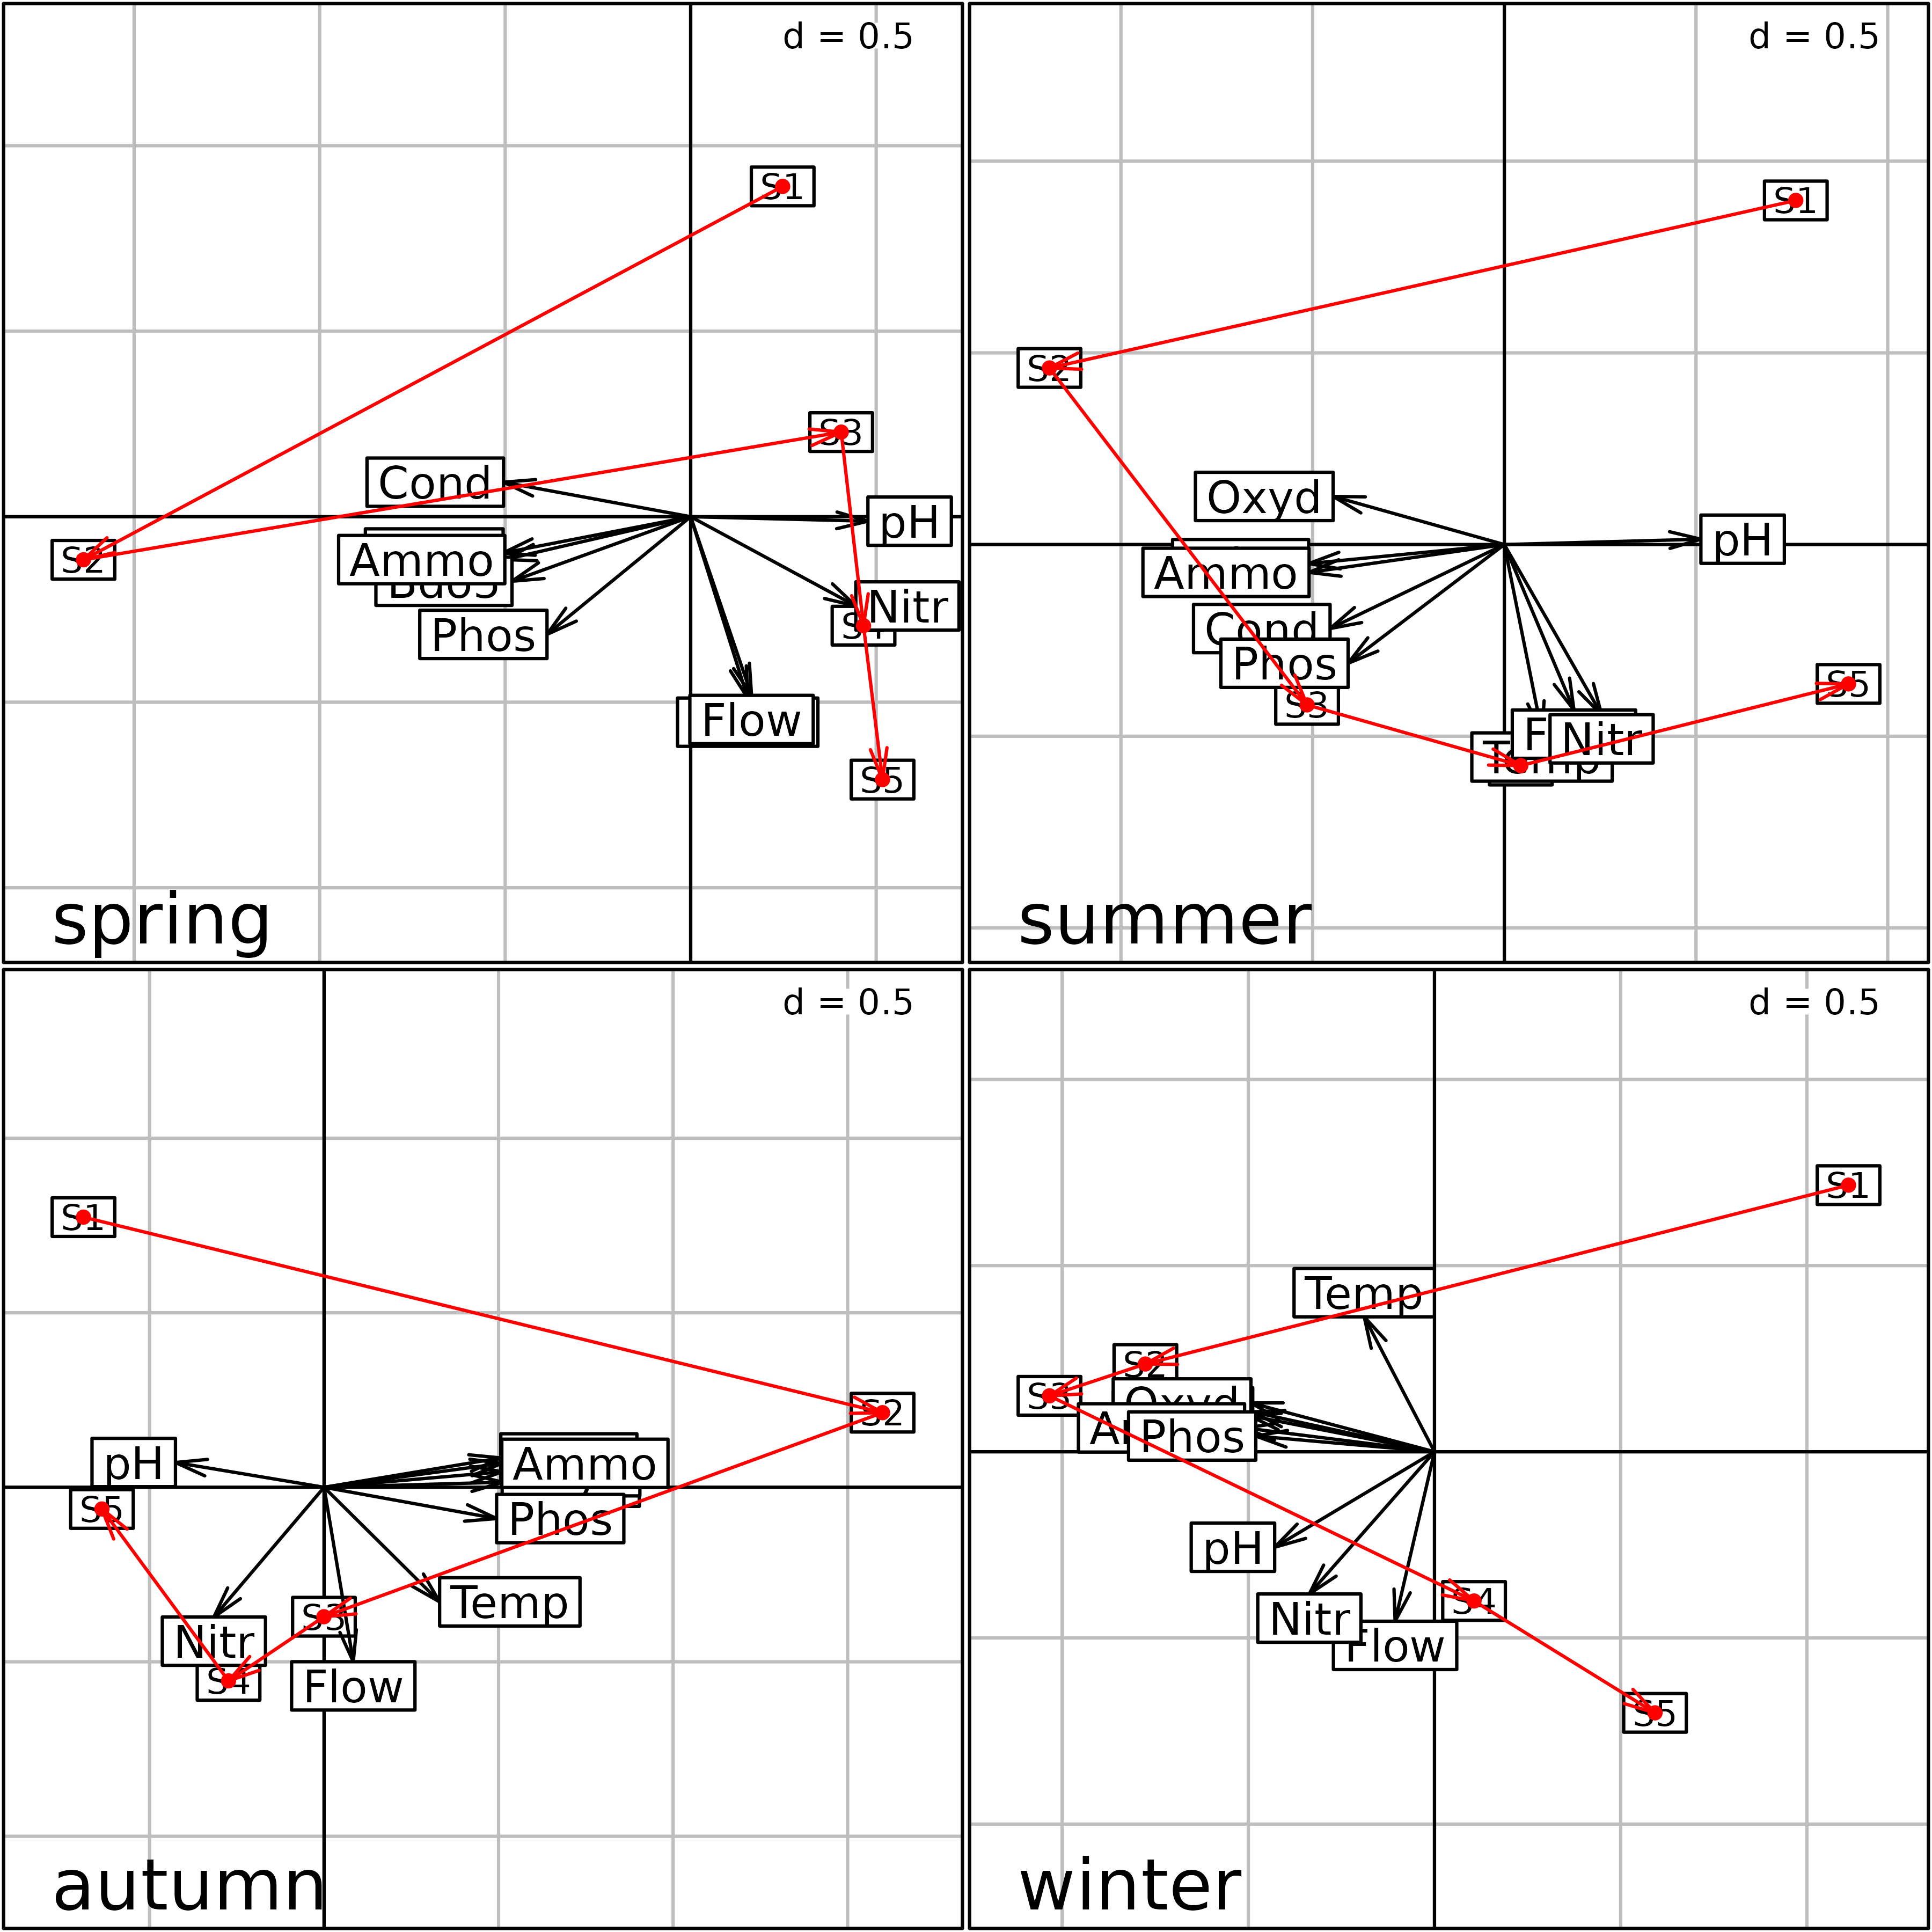 d = 0.5
S1
S3
Cond
pH
S2
Ammo
Bdo5
Nitr
S4
Phos
Flow
S5
spring
d = 0.5
S1
S2
Oxyd
pH
Ammo
Cond
Phos
S5
S3
F
Nitr
Temp
summer
d = 0.5
S1
S2
pH
Ammo
S5
Phos
Temp
S3
Nitr
S4
Flow
autumn
d = 0.5
S1
Temp
S2
S3
Oxyd
Phos
pH
S4
Nitr
Flow
S5
winter